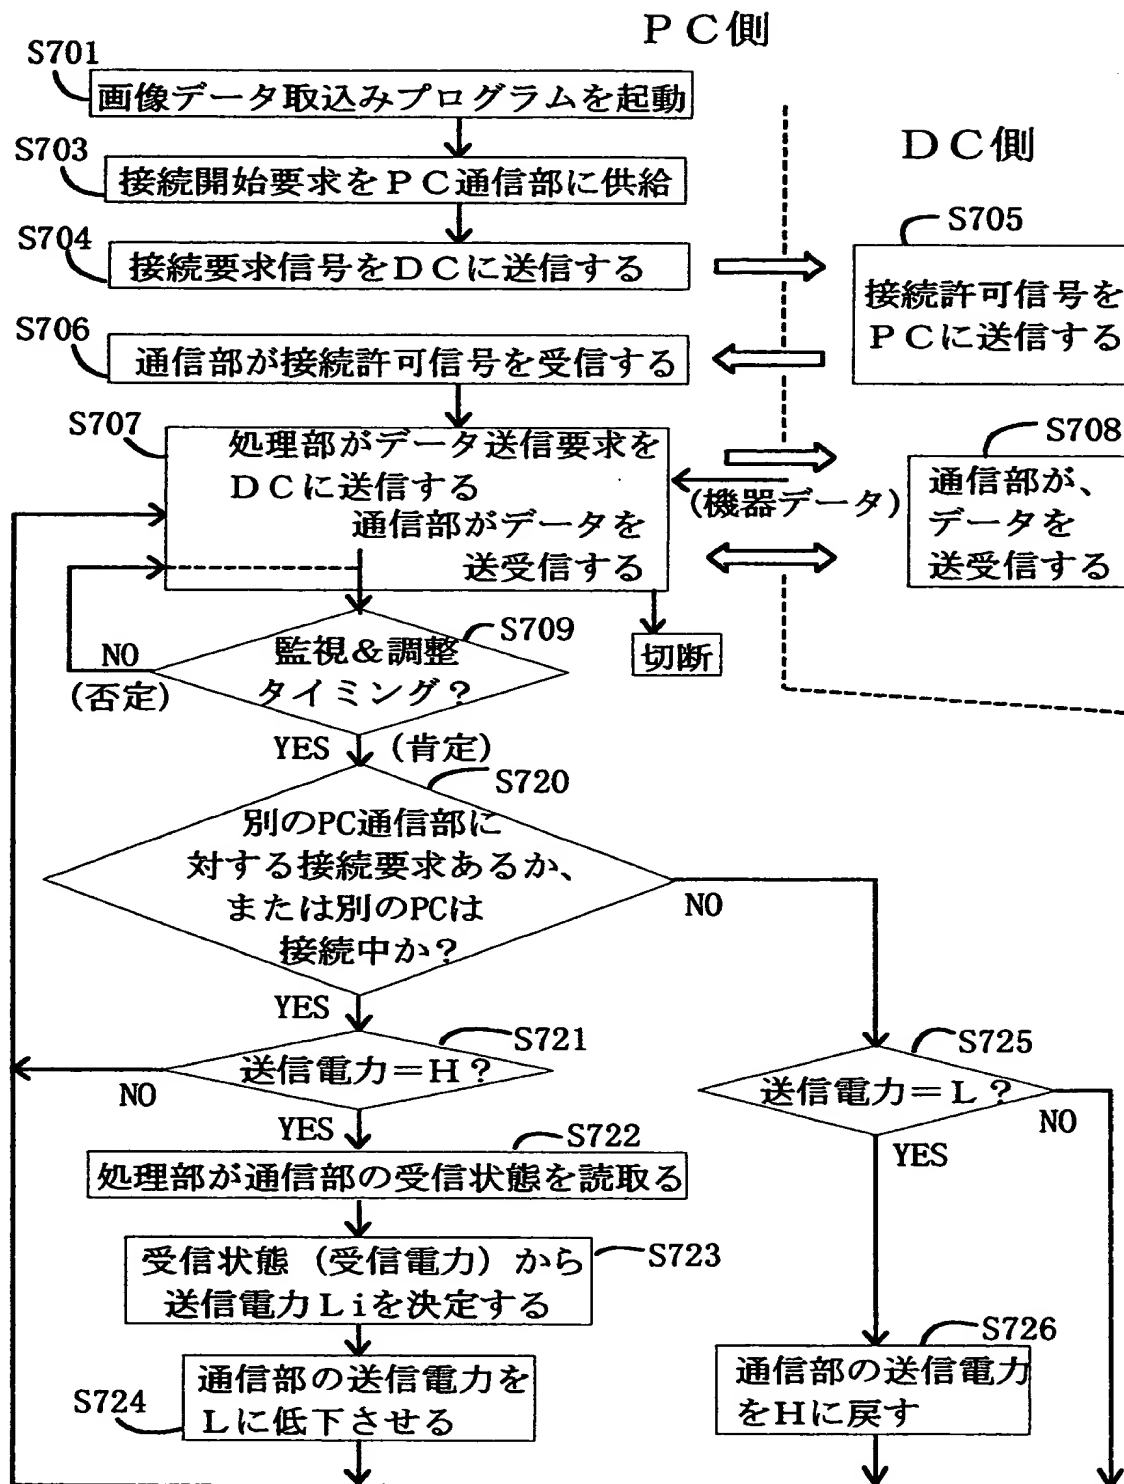 PC側
S701
画像データ取込みプログラムを起動
DC側
S703
接続開始要求をPC通信部に供給
S704
接続要求信号をDCに送信する
S705
接続許可信号を
PCに送信する
S706
通信部が接続許可信号を受信する
S707
処理部がデータ送信要求を
DCに送信する
通信部がデータを
送受信する
(機器データ)
S708
通信部が、
データを
送受信する
切断
S709
監視&調整
タイミング?
NO
(否定)
YES
(肯定)
S720
別のPC通信部に
対する接続要求あるか、
または別のPCは
接続中か?
NO
YES
S721
送信電力=H?
NO
YES
S725
送信電力=L?
NO
YES
S722
処理部が通信部の受信状態を読取る
S723
受信状態(受信電力)から
送信電力Liを決定する
S724
通信部の送信電力を
Lに低下させる
S726
通信部の送信電力
をHに戻す